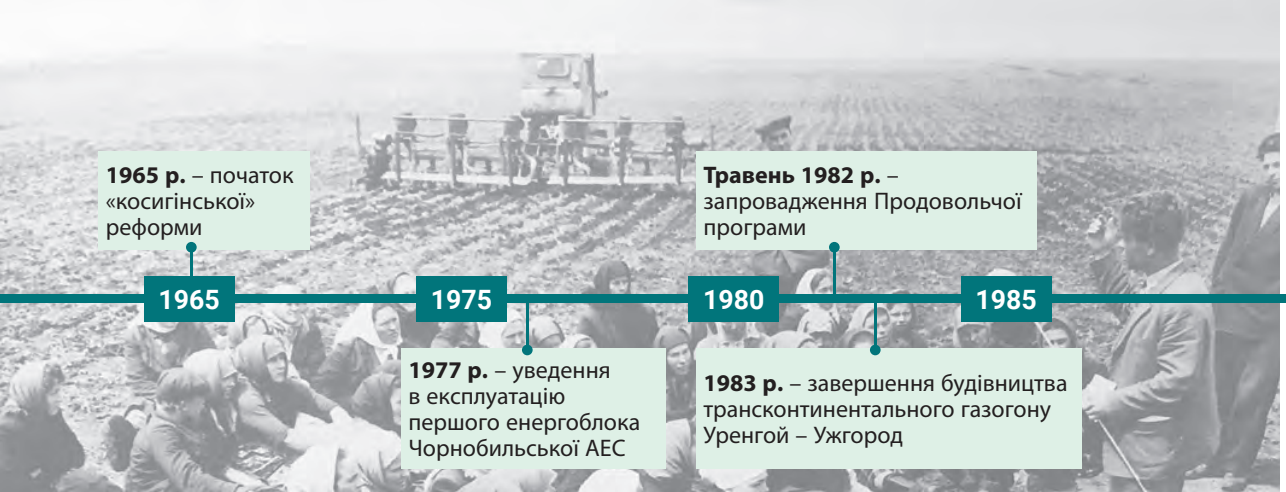 1965 р. – початок
«косигінської»
реформи
Травень 1982 р. –
запровадження Продовольчої
програми
1965
1975
1980
1985
1977 р. – уведення
в експлуатацію
першого енергоблока
Чорнобильської АЕС
1983 р. – завершення будівництва
трансконтинентального газогону
Уренгой – Ужгород